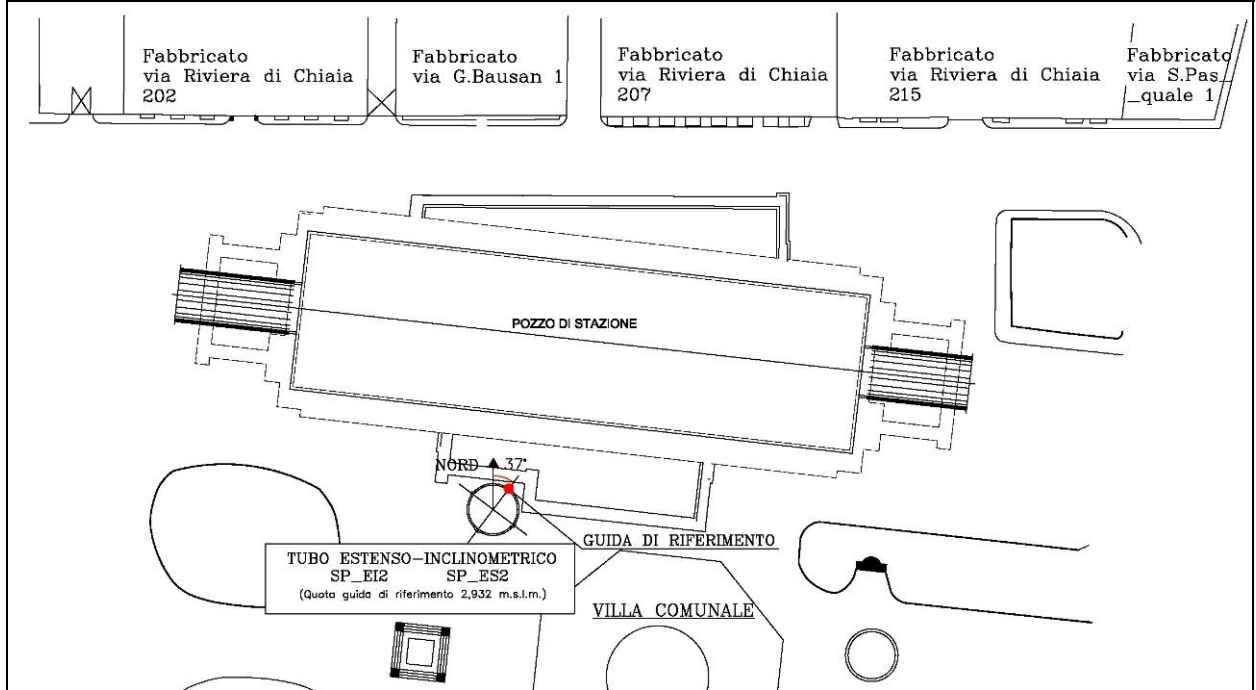 Fabbricato
via Riviera di Chiaia
202
Fabbricato
via G.Bausan 1
Fabbricato
via Riviera di Chiaia
207
Fabbricato
via Riviera di Chiaia
215
Fabbricato
via S.Pas_
_quale 1
POZZO DI STAZIONE
NORD 37°
GUIDA DI RIFERIMENTO
TUBO ESTENSO-INCLINOMETRICO
SP_EI2 SP_ES2
(Quota guida di riferimento 2,932 m.s.l.m.)
VILLA COMUNALE